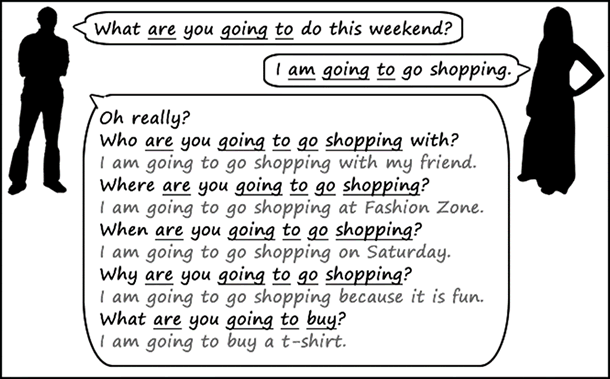 What are you going to do this weekend?
I am going to go shopping.
Oh really?
Who are you going to go shopping with?
I am going to go shopping with my friend.
Where are you going to go shopping?
I am going to go shopping at Fashion Zone.
When are you going to go shopping?
I am going to go shopping on Saturday.
Why are you going to go shopping?
I am going to go shopping because it is fun.
What are you going to buy?
I am going to buy a t-shirt.